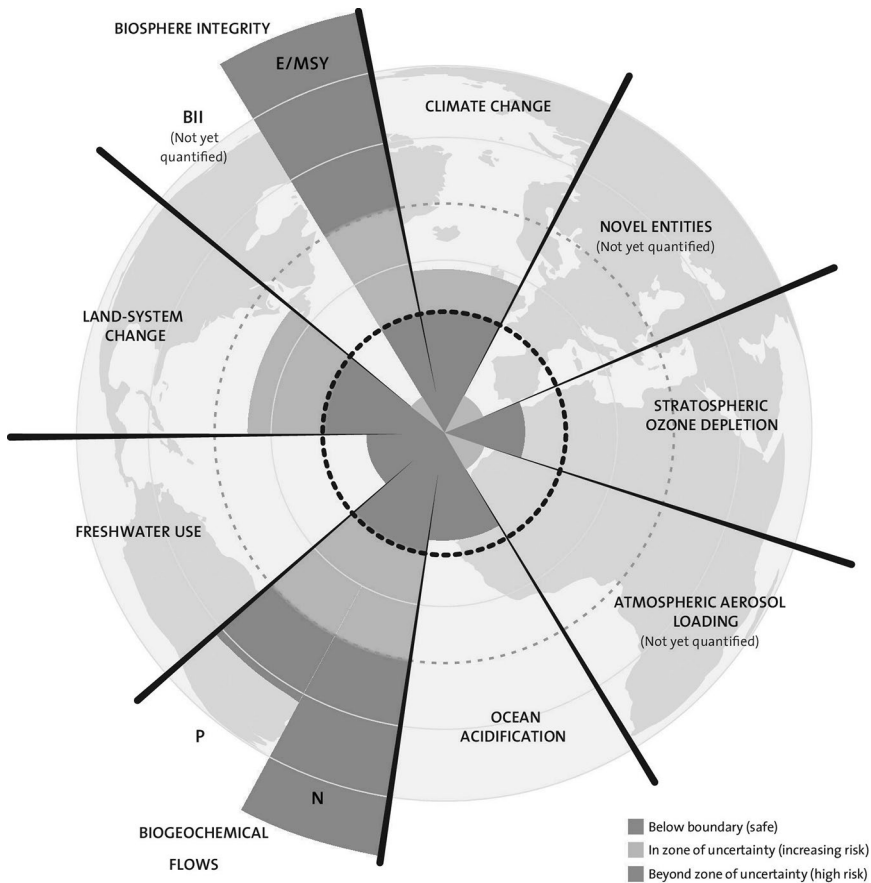 BIOSPHERE INTEGRITY
E/MSY
BII
(Not yet
quantified)
CLIMATE CHANGE
NOVEL ENTITIES
(Not yet quantified)
LAND-SYSTEM
CHANGE
STRATOSPHERIC
OZONE DEPLETION
FRESHWATER USE
ATMOSPHERIC AEROSOL
LOADING
(Not yet quantified)
OCEAN
ACIDIFICATION
P
N
BIOGEOCHEMICAL
FLOWS
Below boundary (safe)
In zone of uncertainty (increasing risk)
Beyond zone of uncertainty (high risk)